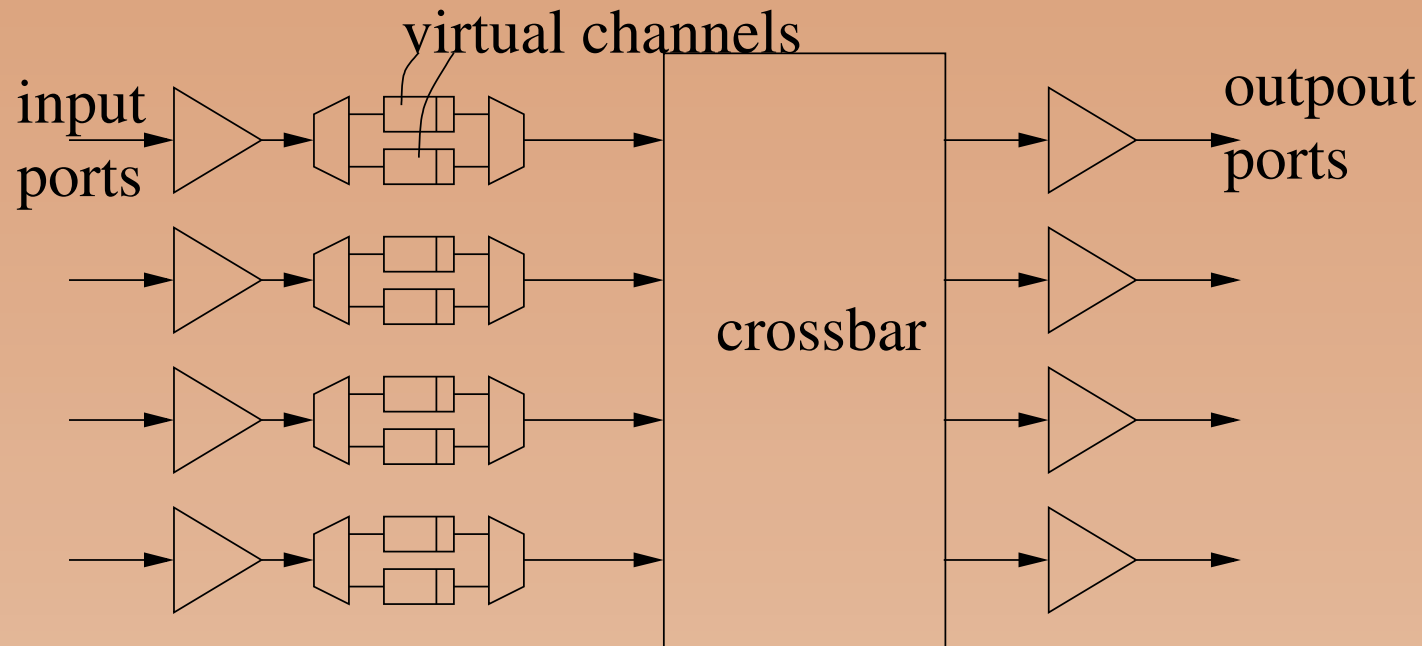 virtual channels
input
ports
outpout
ports
crossbar